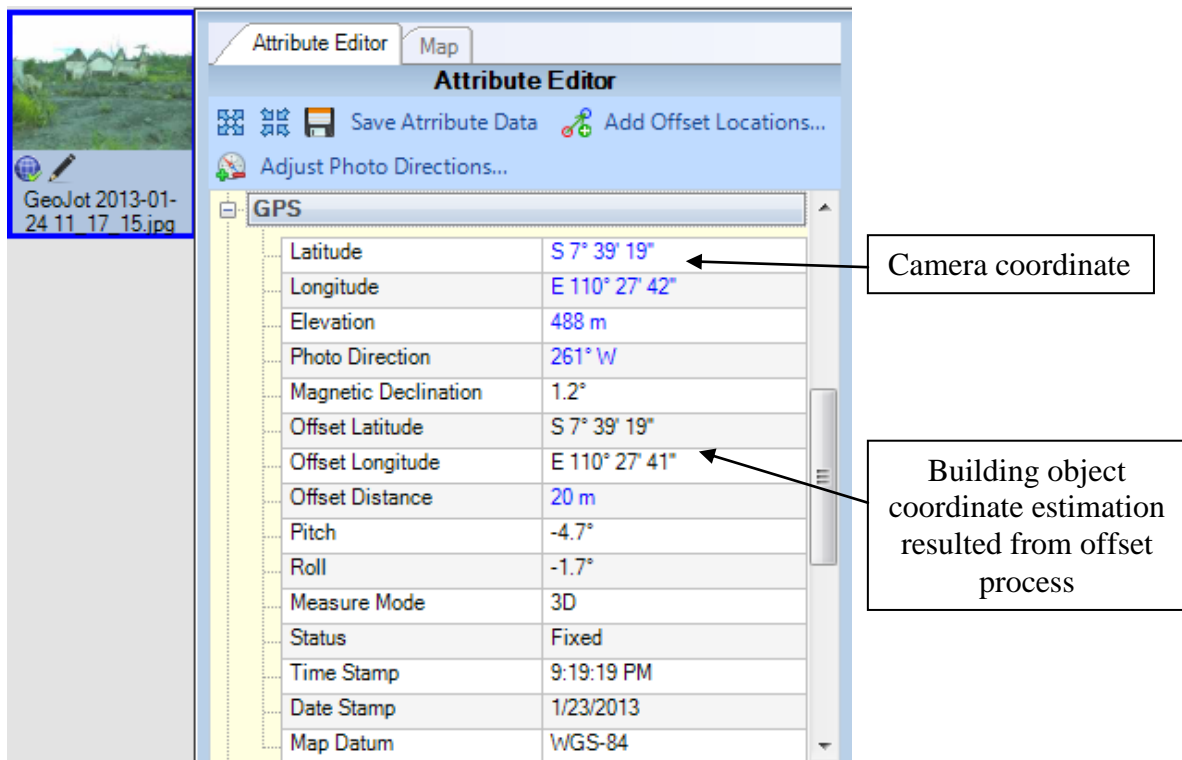 Attribute Editor Map
Attribute Editor
Save Atrribute Data Add Offset Locations...
Adjust Photo Directions...
GeoJot 2013-01-
24 11_17_15.jpg
GPS
Latitude S 7° 39' 19"
Longitude E 110° 27' 42"
Elevation 488 m
Photo Direction 261° W
Magnetic Declination 1.2°
Offset Latitude S 7° 39' 19"
Offset Longitude E 110° 27' 41"
Offset Distance 20 m
Pitch -4.7°
Roll -1.7°
Measure Mode 3D
Status Fixed
Time Stamp 9:19:19 PM
Date Stamp 1/23/2013
Map Datum WGS-84
Camera coordinate
Building object
coordinate estimation
resulted from offset
process